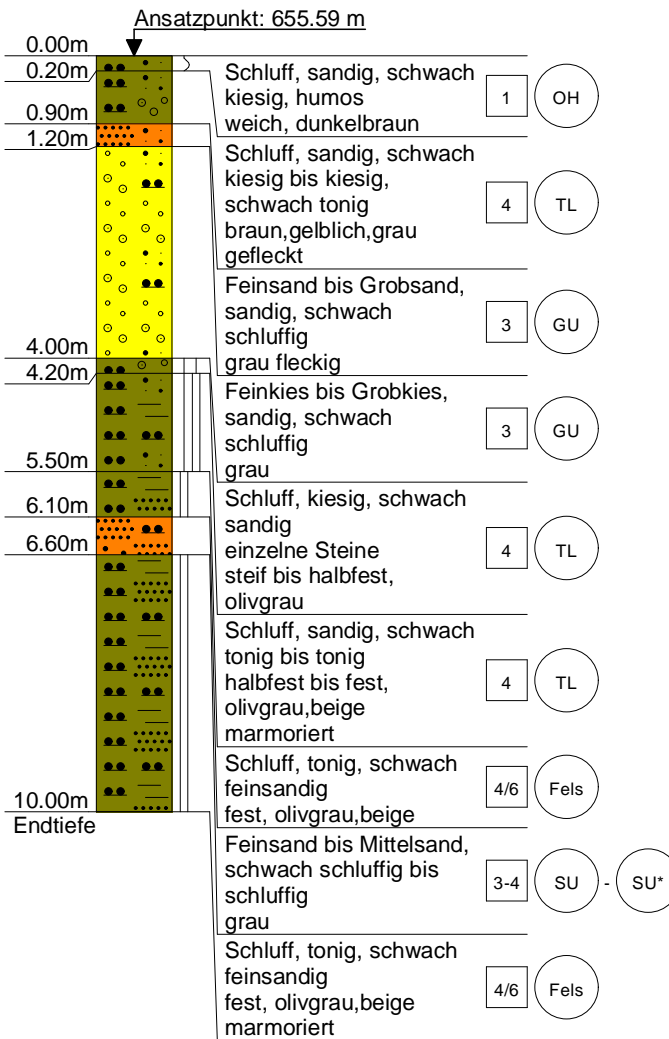 Ansatzpunkt: 655.59 m
0.00m
0.20m
Schluff, sandig, schwach
kiesig, humos
weich, dunkelbraun
1
OH
0.90m
1.20m
Schluff, sandig, schwach
kiesig bis kiesig,
schwach tonig
braun,gelblich,grau
gefleckt
4
TL
Feinsand bis Grobsand,
sandig, schwach
schluffig
grau fleckig
3
GU
4.00m
4.20m
Feinkies bis Grobkies,
sandig, schwach
schluffig
grau
3
GU
5.50m
6.10m
6.60m
Schluff, kiesig, schwach
sandig
einzelne Steine
steif bis halbfest,
olivgrau
4
TL
Schluff, sandig, schwach
tonig bis tonig
halbfest bis fest,
olivgrau,beige
marmoriert
4
TL
Schluff, tonig, schwach
feinsandig
fest, olivgrau,beige
4/6
Fels
10.00m
Endtiefe
Feinsand bis Mittelsand,
schwach schluffig bis
schluffig
grau
3-4
SU - SU*
Schluff, tonig, schwach
feinsandig
fest, olivgrau,beige
marmoriert
4/6
Fels